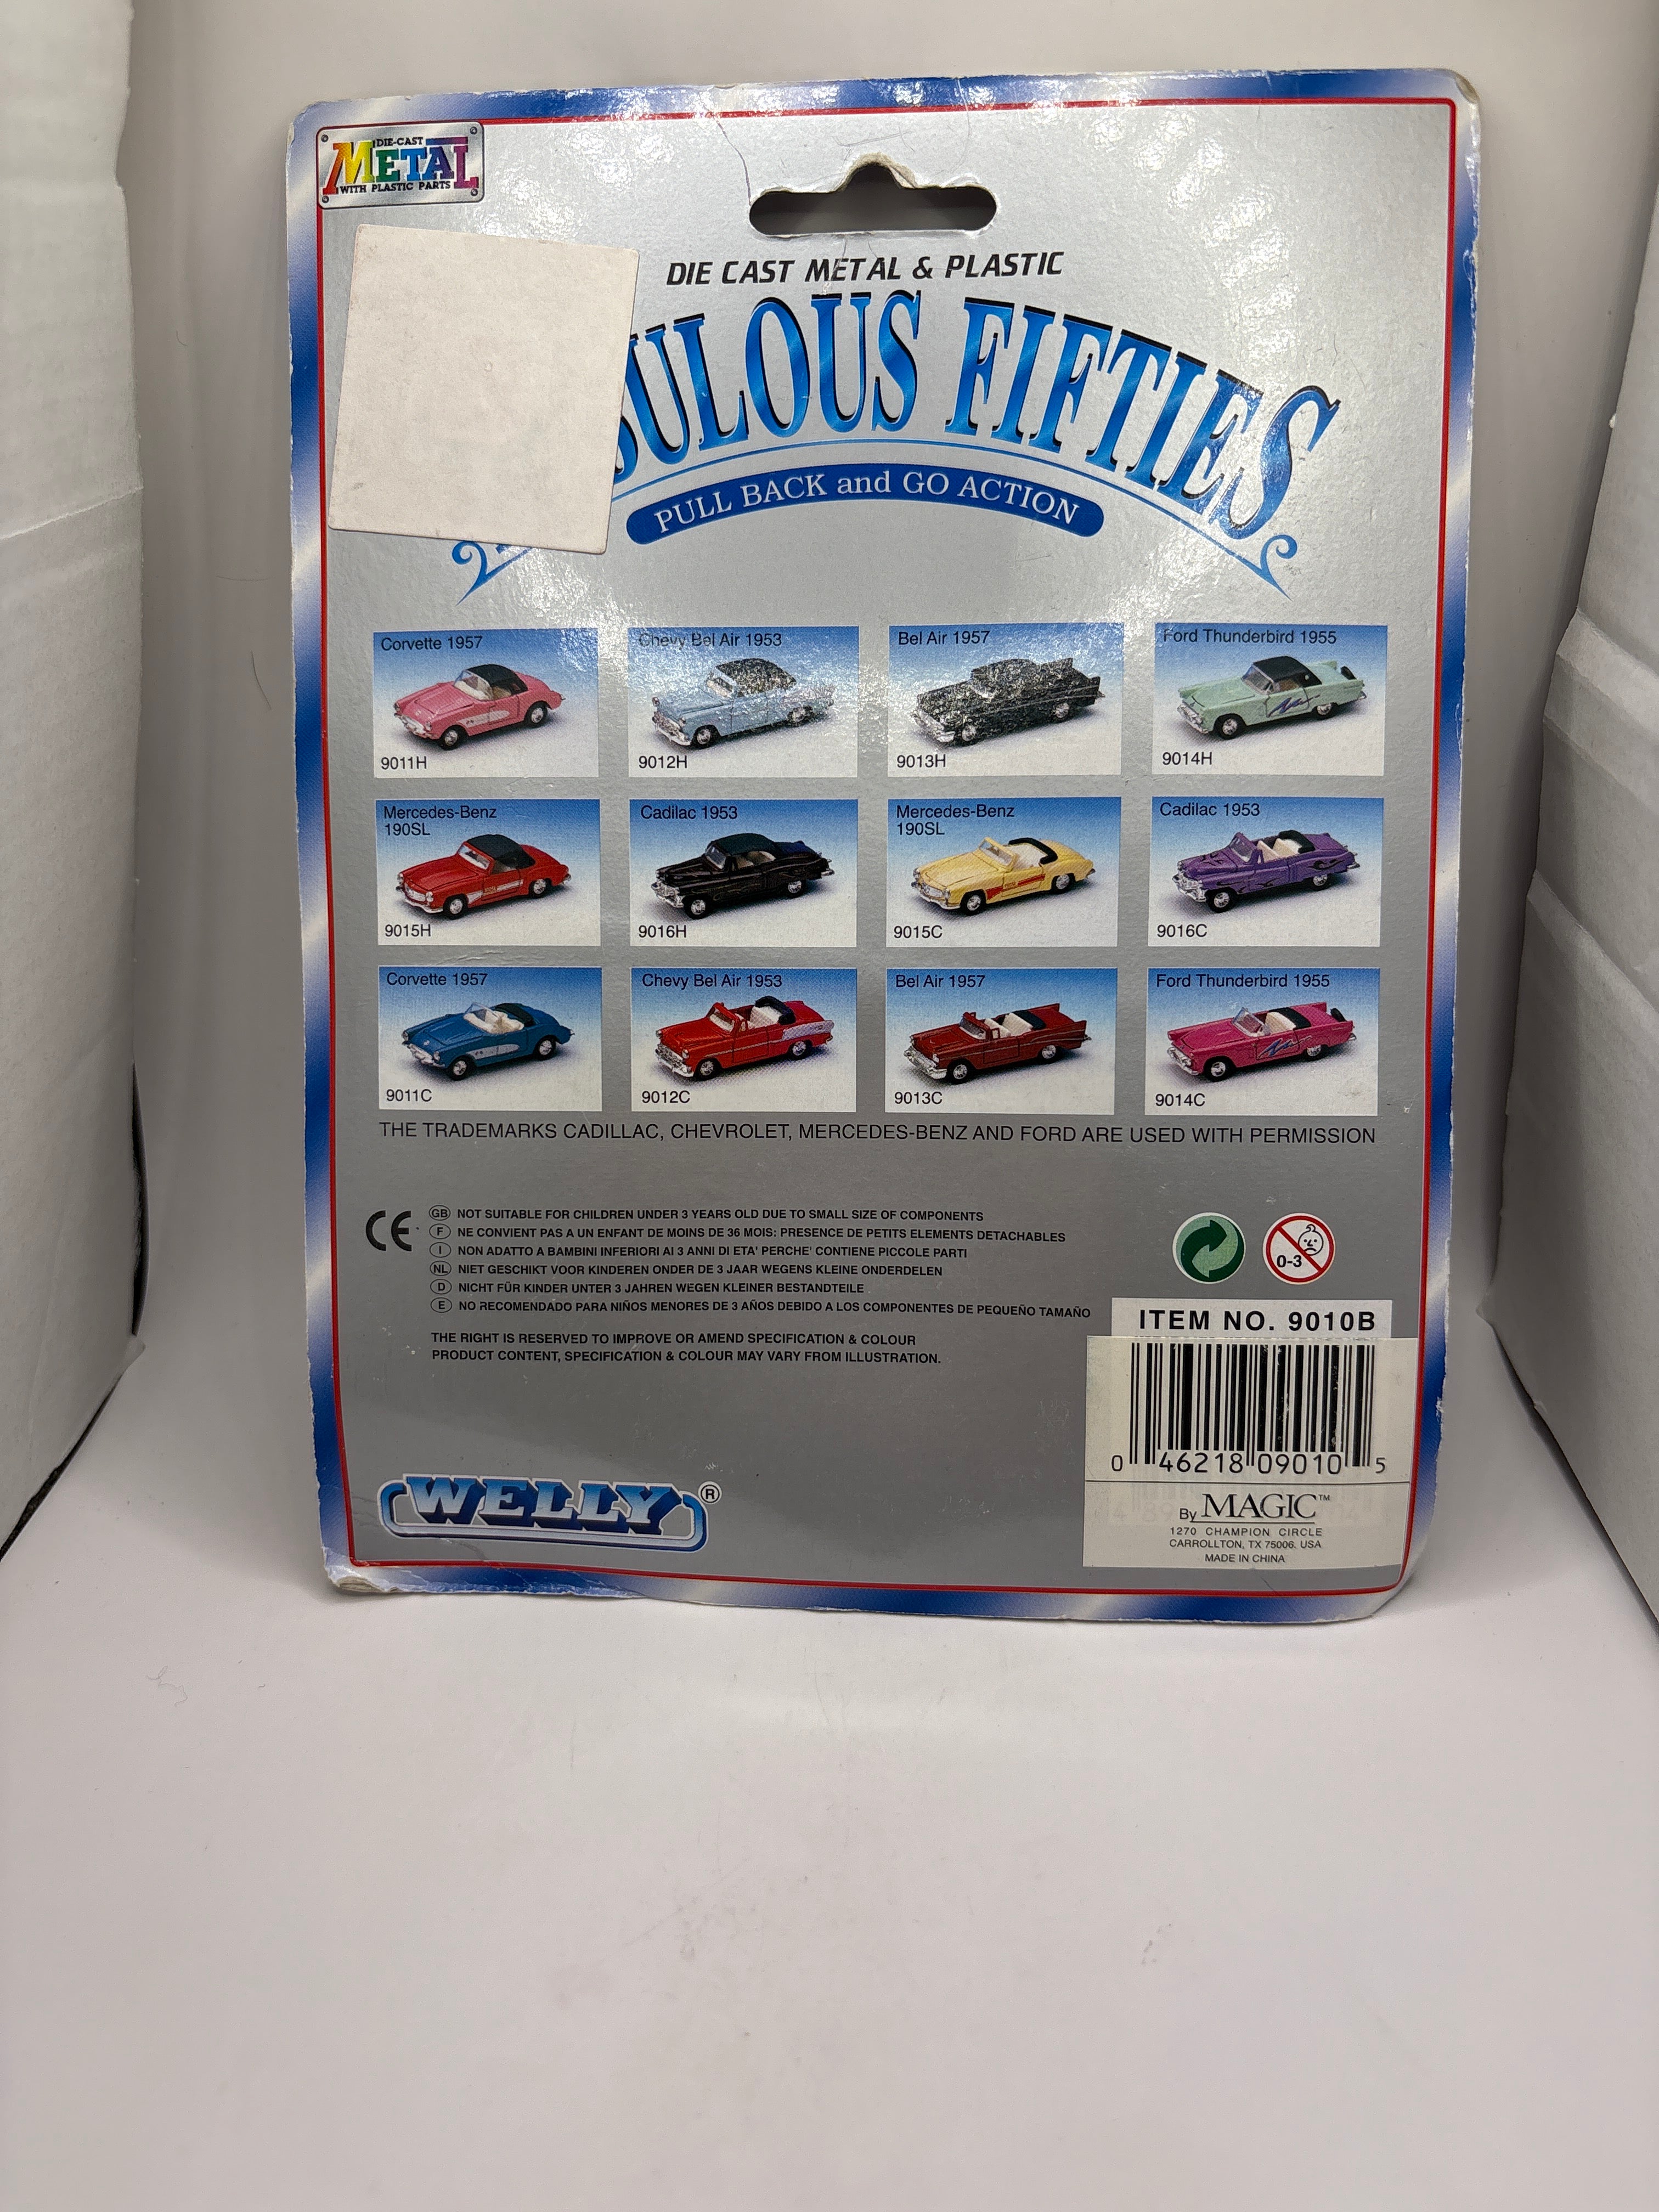 DIE-CAST
METAL
WITH PLASTIC PARTS
DIE CAST METAL & PLASTIC
ULOUS FIFTIES
PULL BACK and GO ACTION
Corvette 1957
9011H
Chevy Bel Air 1953
9012H
Bel Air 1957
9013H
Ford Thunderbird 1955
9014H
Mercedes-Benz
190SL
9015H
Cadilac 1953
9016H
Mercedes-Benz
190SL
9015C
Cadilac 1953
9016C
Corvette 1957
9011C
Chevy Bel Air 1953
9012C
Bel Air 1957
9013C
Ford Thunderbird 1955
9014C
THE TRADEMARKS CADILLAC, CHEVROLET, MERCEDES-BENZ AND FORD ARE USED WITH PERMISSION
CE
GB NOT SUITABLE FOR CHILDREN UNDER 3 YEARS OLD DUE TO SMALL SIZE OF COMPONENTS
F NE CONVIENT PAS A UN ENFANT DE MOINS DE 36 MOIS: PRESENCE DE PETITS ELEMENTS DETACHABLES
I NON ADATTO A BAMBINI INFERIORI AI 3 ANNI DI ETA' PERCHE' CONTIENE PICCOLE PARTI
NL NIET GESCHIKT VOOR KINDEREN ONDER DE 3 JAAR WEGENS KLEINE ONDERDELEN
D NICHT FÜR KINDER UNTER 3 JAHREN WEGEN KLEINER BESTANDTEILE
E NO RECOMENDADO PARA NIÑOS MENORES DE 3 AÑOS DEBIDO A LOS COMPONENTES DE PEQUEÑO TAMAÑO
THE RIGHT IS RESERVED TO IMPROVE OR AMEND SPECIFICATION & COLOUR
PRODUCT CONTENT, SPECIFICATION & COLOUR MAY VARY FROM ILLUSTRATION.
0-3
ITEM NO. 9010B
0 46218 09010 5
By MAGIC™
1270 CHAMPION CIRCLE
CARROLLTON, TX 75006. USA
MADE IN CHINA
WELLY®